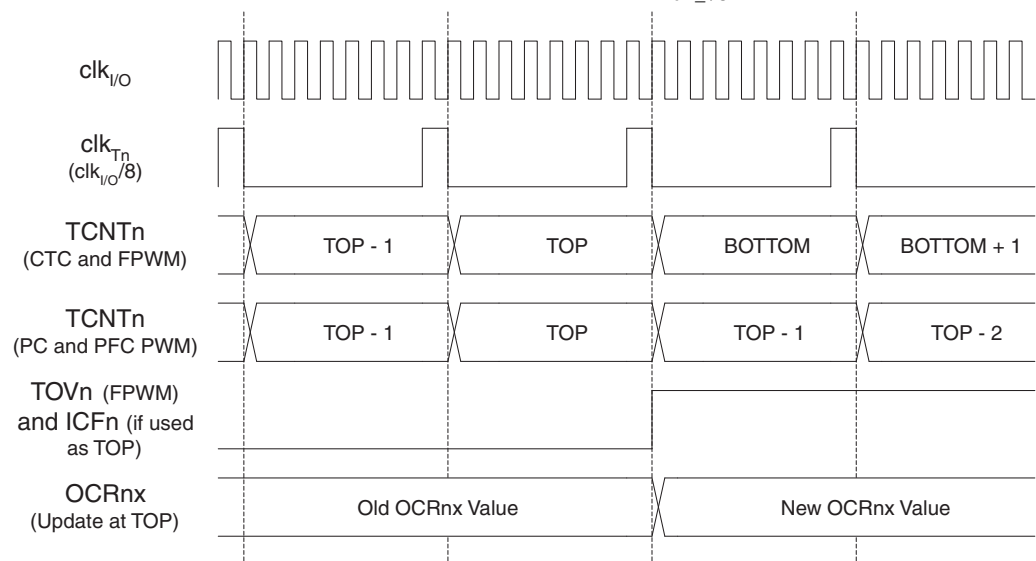 clkI/O
clkTn
(clkI/O/8)
TCNTn
(CTC and FPWM)
TOP - 1
TOP
BOTTOM
BOTTOM + 1
TCNTn
(PC and PFC PWM)
TOP - 1
TOP
TOP - 1
TOP - 2
TOVn (FPWM)
and ICFn (if used
as TOP)
OCRnx
(Update at TOP)
Old OCRnx Value
New OCRnx Value